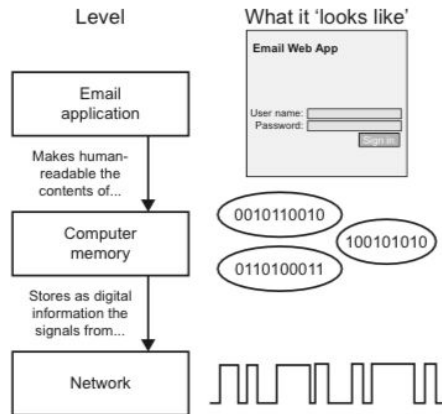 Level
What it ‘looks like’
Email
application
Email Web App
User name:
Password:
Sign in
Makes human-
readable the
contents of...
Computer
memory
0010110010
100101010
0110100011
Stores as digital
information the
signals from...
Network